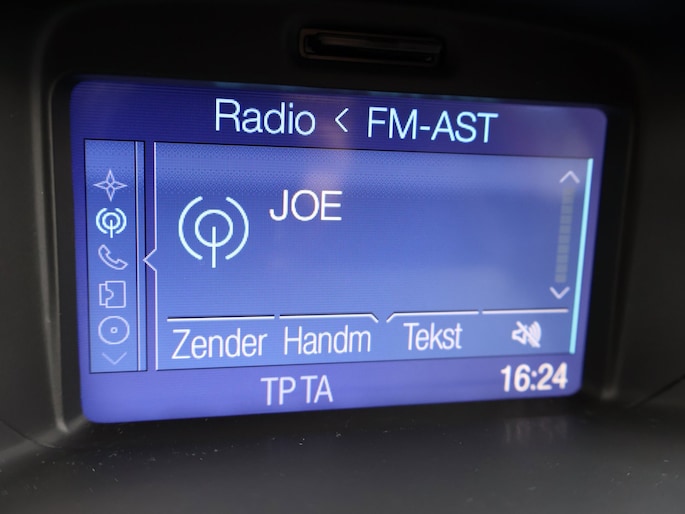 Radio < FM-AST
JOE
Zender Handm Tekst
TP TA 16:24